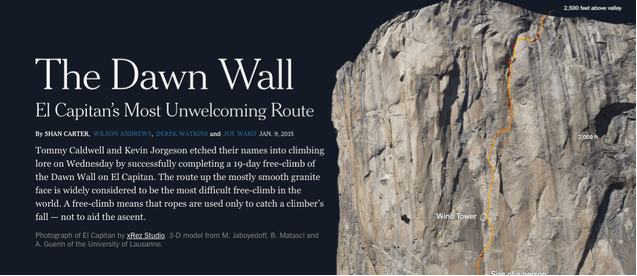 2,500 feet above valley
The Dawn Wall
El Capitan's Most Unwelcoming Route
By SHAN CARTER, WILSON ANDREWS, DEREK WATKINS and JOE WARD JAN. 9, 2015
Tommy Caldwell and Kevin Jorgeson etched their names into climbing
lore on Wednesday by successfully completing a 19-day free-climb of
the Dawn Wall on El Capitan. The route up the mostly smooth granite
face is widely considered to be the most difficult free-climb in the
world. A free-climb means that ropes are used only to catch a climber's
fall — not to aid the ascent.
Photograph of El Capitan by xRez Studio. 3-D model from M. Jaboyedoff, B. Matasci and
A. Guerin of the University of Lausanne.
2,000 ft
Wino Tower
Size of a person